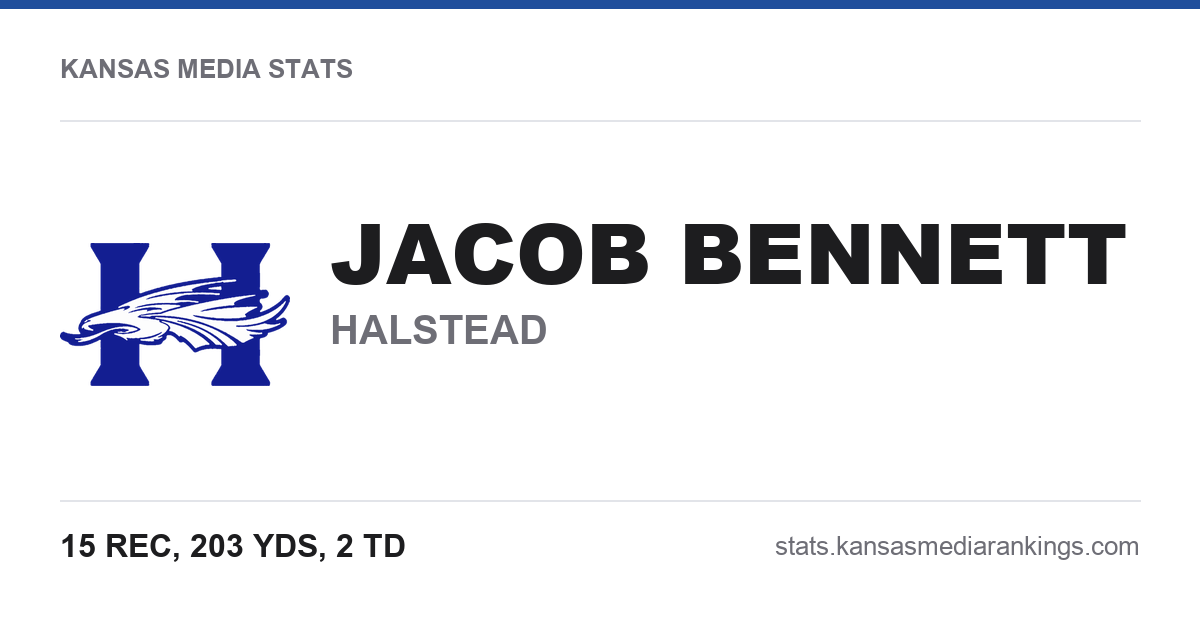 KANSAS MEDIA STATS
H
JACOB BENNETT
HALSTEAD
15 REC, 203 YDS, 2 TD
stats.kansasmediarankings.com